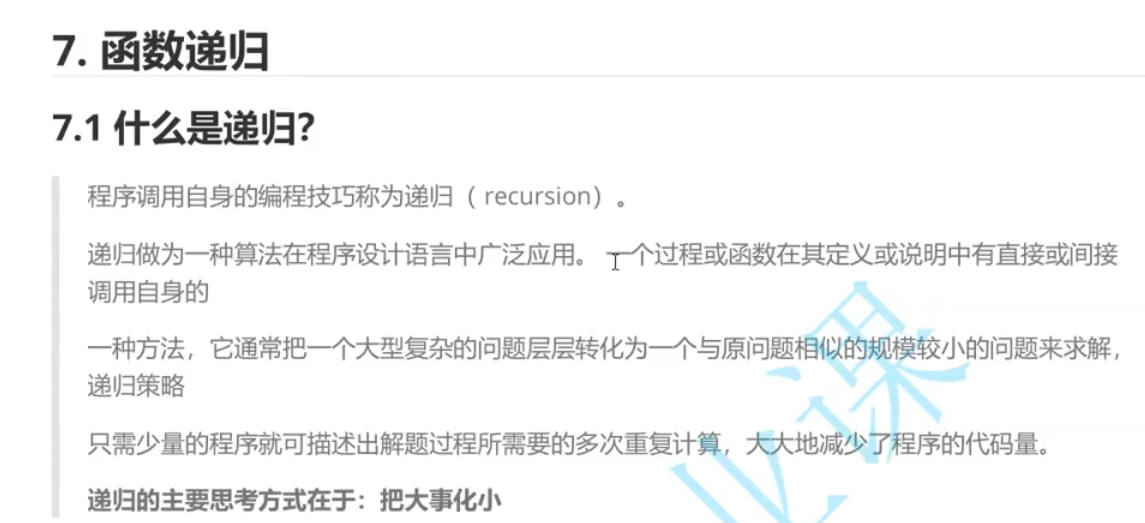 7. 函数递归
7.1 什么是递归?
程序调用自身的编程技巧称为递归（ recursion）。
递归做为一种算法在程序设计语言中广泛应用。 一个过程或函数在其定义或说明中有直接或间接
调用自身的
一种方法，它通常把一个大型复杂的问题层层转化为一个与原问题相似的规模较小的问题来求解，
递归策略
只需少量的程序就可描述出解题过程所需要的多次重复计算，大大地减少了程序的代码量。
递归的主要思考方式在于：把大事化小